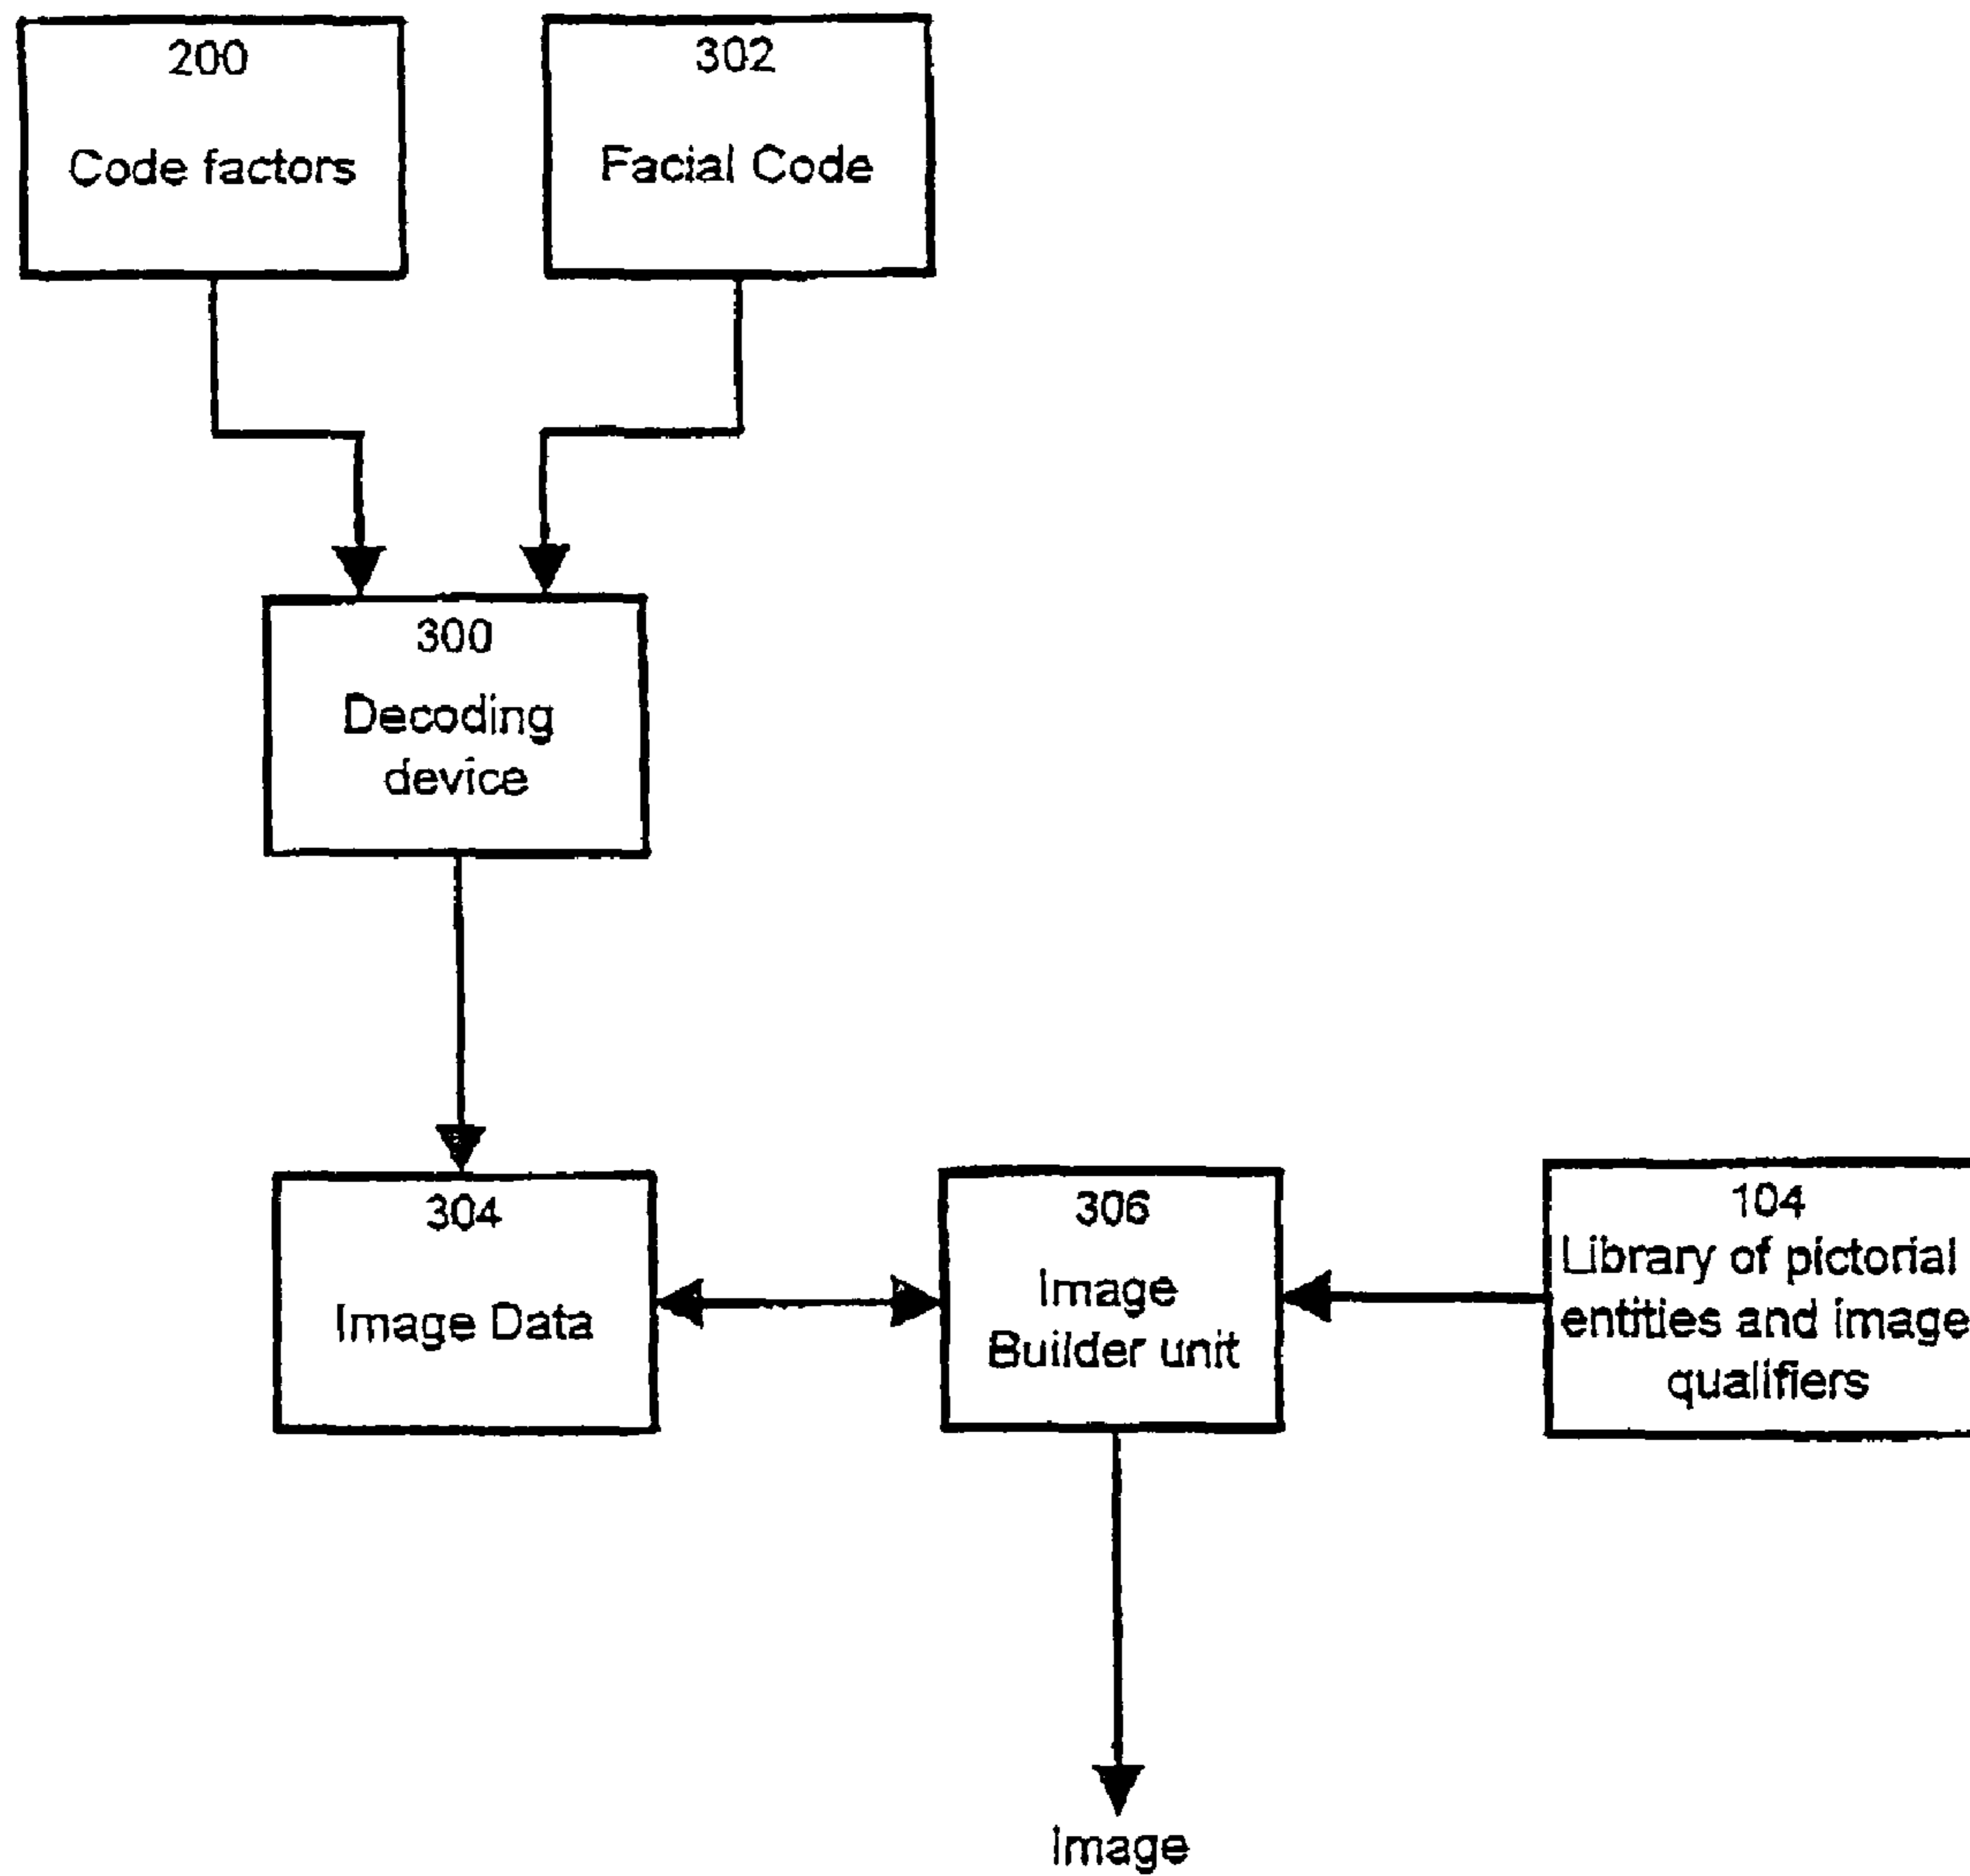 200
Code factors
302
Facial Code
300
Decoding
device
304
Image Data
306
Image
Builder unit
104
Library of pictorial
entities and image
qualifiers
Image